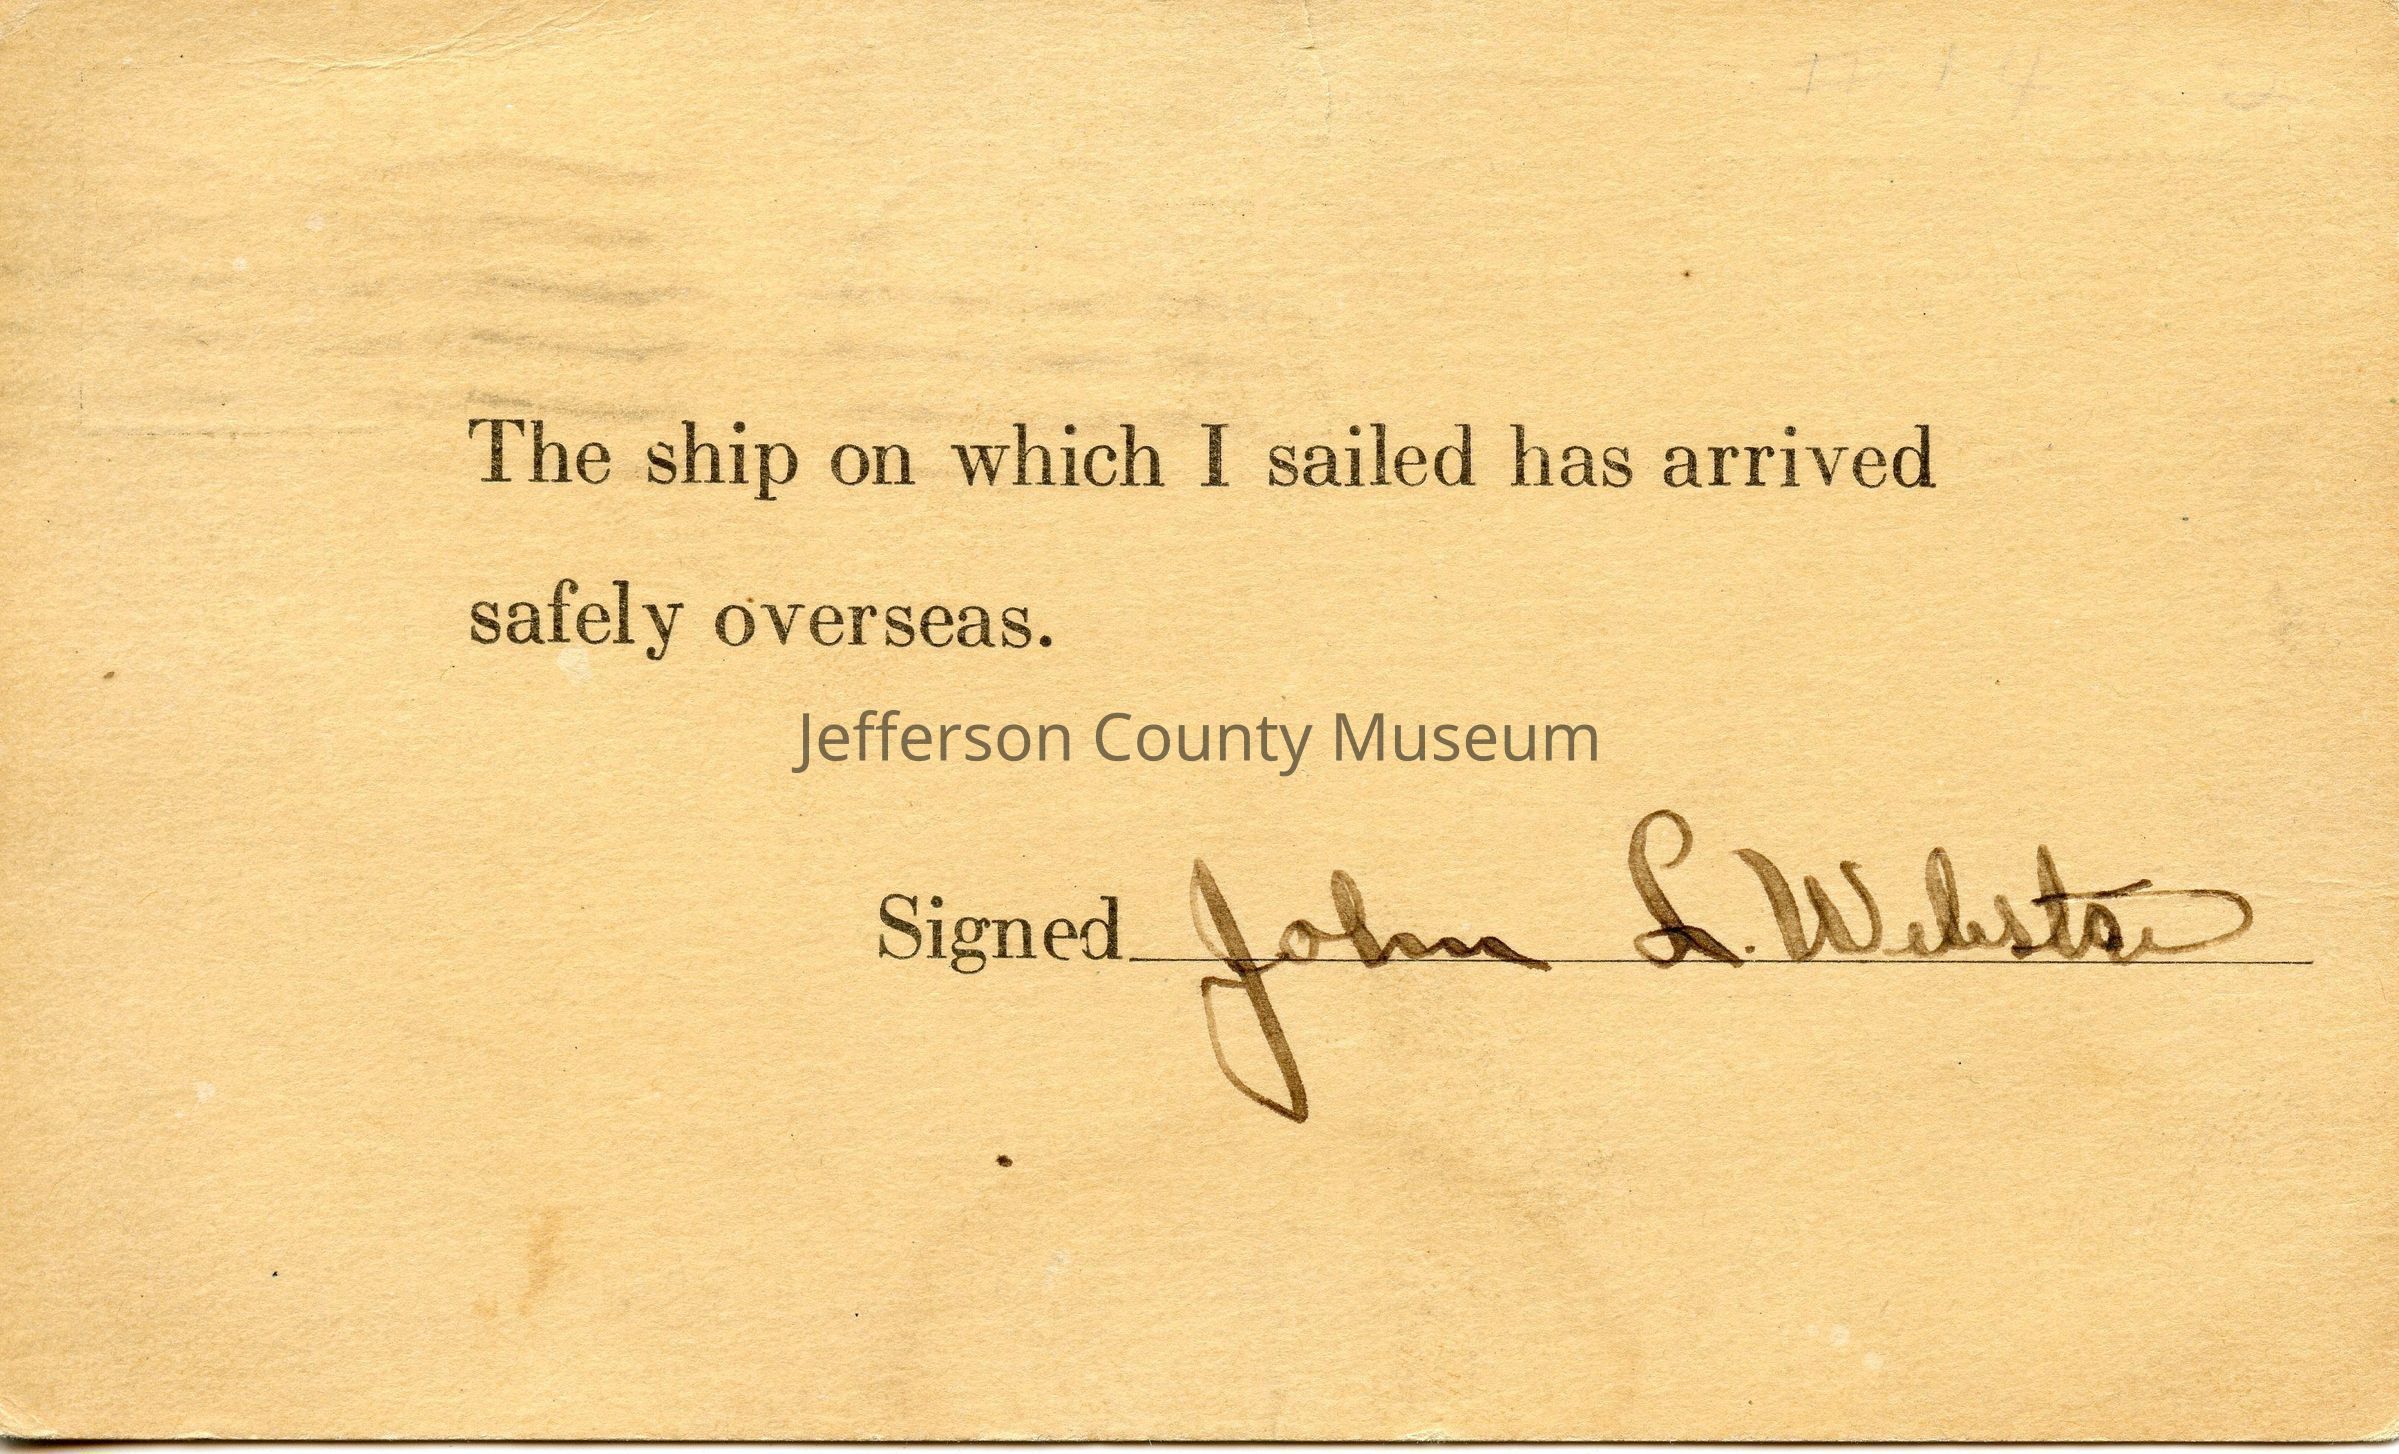 The ship on which I sailed has arrived
safely overseas.
Jefferson County Museum
Signed John L. Webster